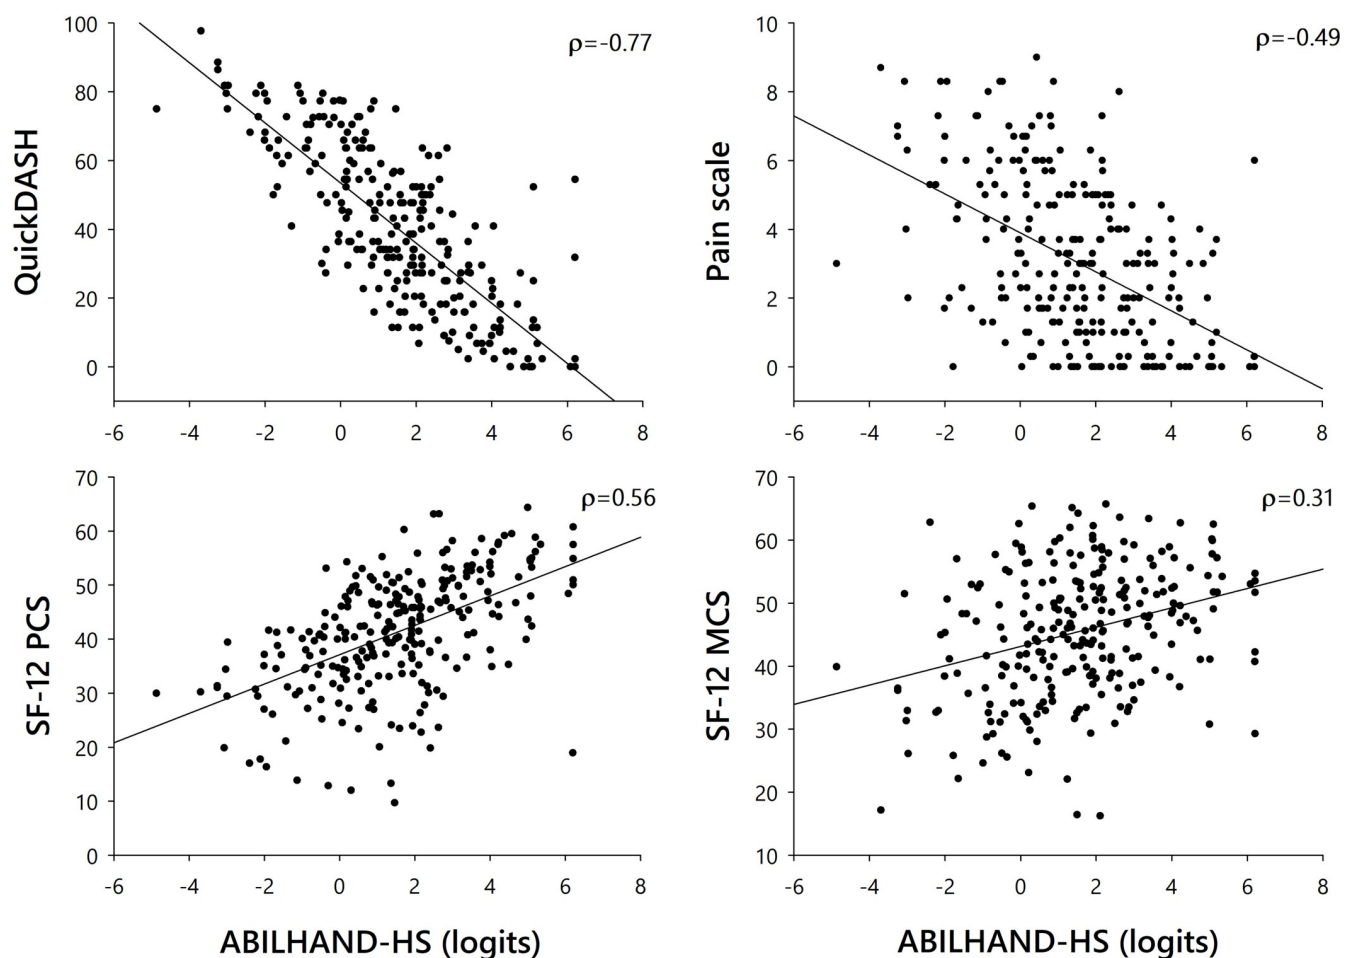 ρ=-0.77
QuickDASH
100
80
60
40
20
0
-6 -4 -2 0 2 4 6 8
ρ=-0.49
Pain scale
10
8
6
4
2
0
-6 -4 -2 0 2 4 6 8
ρ=0.56
SF-12 PCS
70
60
50
40
30
20
10
0
-6 -4 -2 0 2 4 6 8
ABILHAND-HS (logits)
ρ=0.31
SF-12 MCS
70
60
50
40
30
20
10
-6 -4 -2 0 2 4 6 8
ABILHAND-HS (logits)